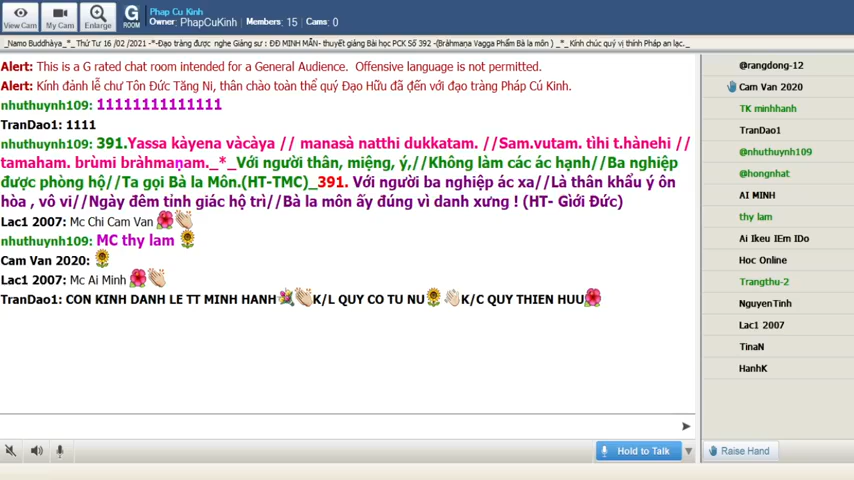 View Cam
My Cam
Enlarge
G
ROOM
Phap Cu Kinh
Owner: PhapCuKinh Members: 15 Cams: 0
_Namo Buddhàya_*_ Thứ Tư 16 /02 /2021 -*-Đạo tràng được nghe Giảng sư : ĐĐ MINH MẪN- thuyết giảng Bài học PCK Số 392 -(Bràhmaṇa Vagga Phẩm Bà la môn ) _*_ Kính chúc quý vị thính Pháp an lạc._
Alert: This is a G rated chat room intended for a General Audience. Offensive language is not permitted.
Alert: Kính đảnh lễ chư Tôn Đức Tăng Ni, thân chào toàn thể quý Đạo Hữu đã đến với đạo tràng Pháp Cú Kinh.
nhuthuynh109: 11111111111111
TranDao1: 1111
nhuthuynh109: 391.Yassa kàyena vàcàya // manasà natthi dukkatam. //Sam.vutam. tìhi t.hànehi //
tamaham. brùmi bràhmaṇam._*_Với người thân, miệng, ý,//Không làm các ác hạnh//Ba nghiệp
được phòng hộ//Ta gọi Bà la Môn.(HT-TMC)_391. Với người ba nghiệp ác xa//Là thân khẩu ý ôn
hòa , vô vi//Ngày đêm tỉnh giác hộ trì//Bà la môn ấy đúng vì danh xưng ! (HT- Giới Đức)
Lac1 2007: Mc Chi Cam Van
nhuthuynh109: MC thy lam
Cam Van 2020:
Lac1 2007: Mc Ai Minh
TranDao1: CON KINH DANH LE TT MINH HANH K/L QUY CO TU NU K/C QUY THIEN HUU
@rangdong-12
Cam Van 2020
TK minhhanh
TranDao1
@nhuthuynh109
@hongnhat
AI MINH
thy lam
Ai Ikeu IEm IDo
Hoc Online
Trangthu-2
NguyenTinh
Lac1 2007
TinaN
HanhK
Hold to Talk
Raise Hand